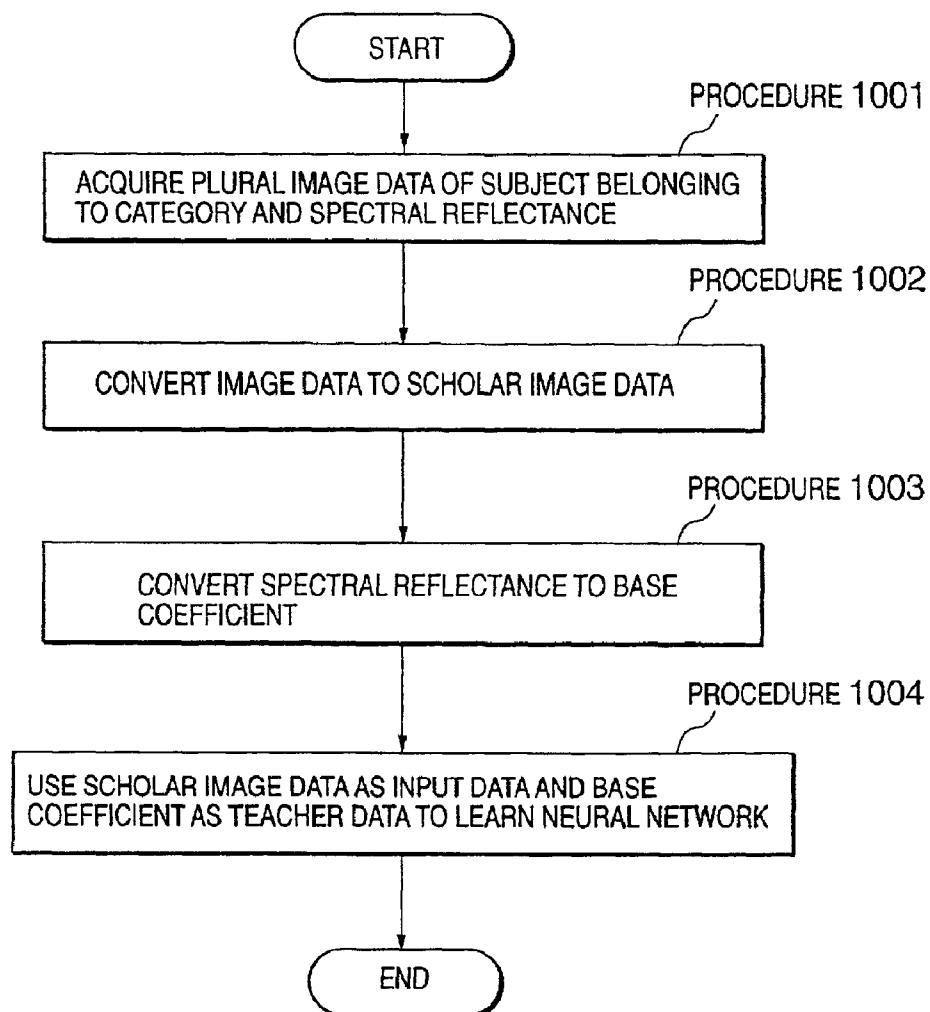 START
PROCEDURE 1001
ACQUIRE PLURAL IMAGE DATA OF SUBJECT BELONGING
TO CATEGORY AND SPECTRAL REFLECTANCE
PROCEDURE 1002
CONVERT IMAGE DATA TO SCHOLAR IMAGE DATA
PROCEDURE 1003
CONVERT SPECTRAL REFLECTANCE TO BASE
COEFFICIENT
PROCEDURE 1004
USE SCHOLAR IMAGE DATA AS INPUT DATA AND BASE
COEFFICIENT AS TEACHER DATA TO LEARN NEURAL NETWORK
END